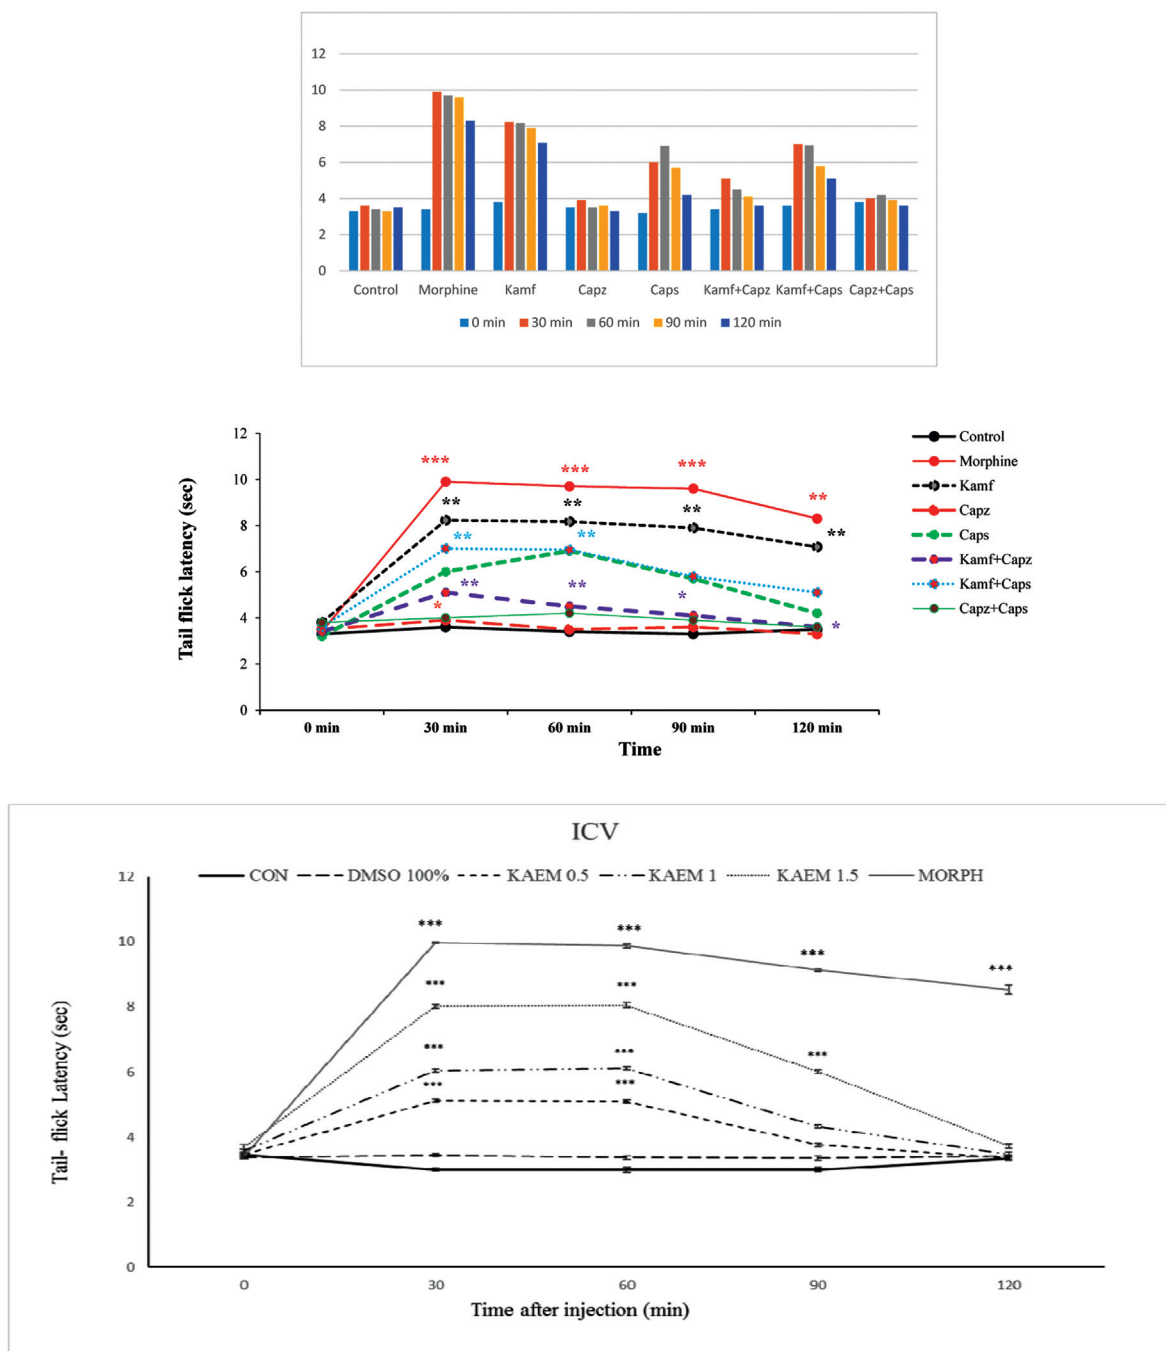 12
10
8
6
4
2
0
Control Morphine Kamf Capz Caps Kamf+Capz Kamf+Caps Capz+Caps
0 min 30 min 60 min 90 min 120 min
Tail flick latency (sec)
12
10
8
6
4
2
0
*** *** *** **
** ** ** **
** **
** ** * *
*
0 min 30 min 60 min 90 min 120 min
Time
Control
Morphine
Kamf
Capz
Caps
Kamf+Capz
Kamf+Caps
Capz+Caps
ICV
CON DMSO 100% KAEM 0.5 KAEM 1 KAEM 1.5 MORPH
Tail- flick Latency (sec)
12
10
8
6
4
2
0
*** *** *** ***
*** *** ***
*** ***
*** ***
0 30 60 90 120
Time after injection (min)